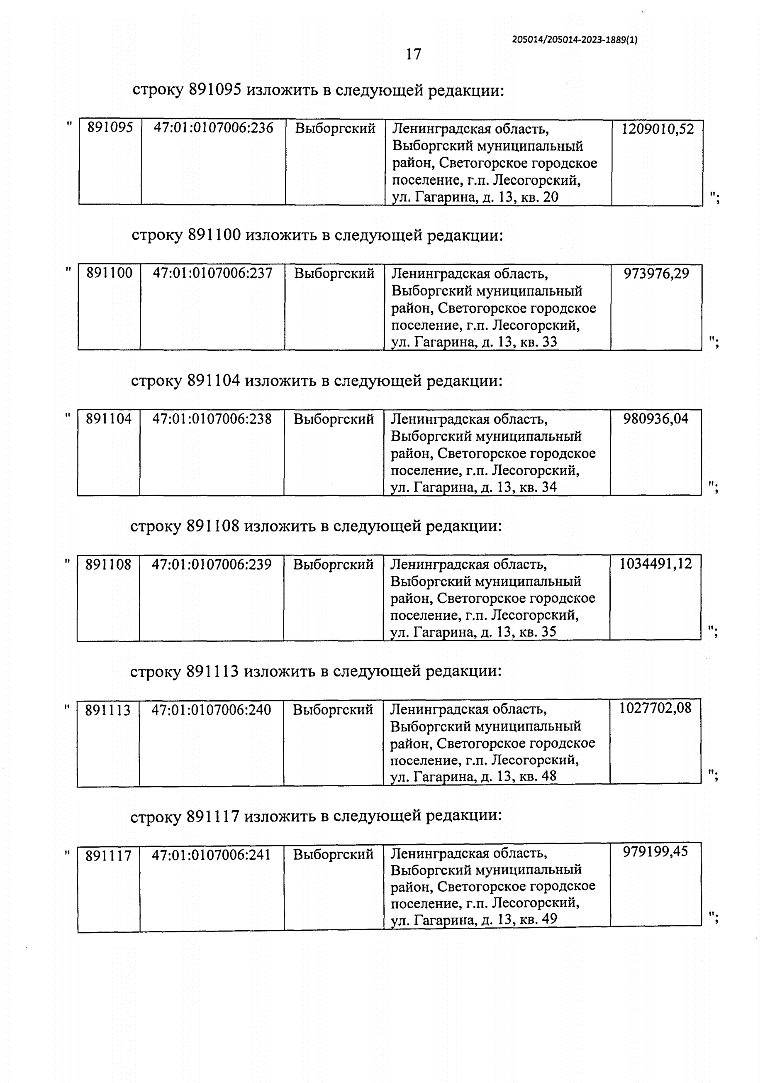 205014/205014-2023-1889(1)
17
строку 891095 изложить в следующей редакции:
" 891095 47:01:0107006:236 Выборгский Ленинградская область, 1209010,52
Выборгский муниципальный
район, Светогорское городское
поселение, г.п. Лесогорский,
ул. Гагарина, д. 13, кв. 20 ";
строку 891100 изложить в следующей редакции:
" 891100 47:01:0107006:237 Выборгский Ленинградская область, 973976,29
Выборгский муниципальный
район, Светогорское городское
поселение, г.п. Лесогорский,
ул. Гагарина, д. 13, кв. 33 ";
строку 891104 изложить в следующей редакции:
" 891104 47:01:0107006:238 Выборгский Ленинградская область, 980936,04
Выборгский муниципальный
район, Светогорское городское
поселение, г.п. Лесогорский,
ул. Гагарина, д. 13, кв. 34 ";
строку 891108 изложить в следующей редакции:
" 891108 47:01:0107006:239 Выборгский Ленинградская область, 1034491,12
Выборгский муниципальный
район, Светогорское городское
поселение, г.п. Лесогорский,
ул. Гагарина, д. 13, кв. 35 ";
строку 891113 изложить в следующей редакции:
" 891113 47:01:0107006:240 Выборгский Ленинградская область, 1027702,08
Выборгский муниципальный
район, Светогорское городское
поселение, г.п. Лесогорский,
ул. Гагарина, д. 13, кв. 48 ";
строку 891117 изложить в следующей редакции:
" 891117 47:01:0107006:241 Выборгский Ленинградская область, 979199,45
Выборгский муниципальный
район, Светогорское городское
поселение, г.п. Лесогорский,
ул. Гагарина, д. 13, кв. 49 ";